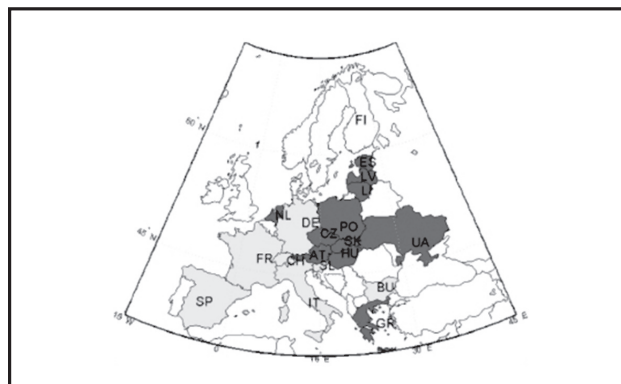 60° N
45° N
FI
ES
LV
LI
NL
DE
PO
CZ
SK
UA
FR
CH
AT
HU
SL
BU
SP
IT
GR
15° W
0°
15° E
30° E
45° E